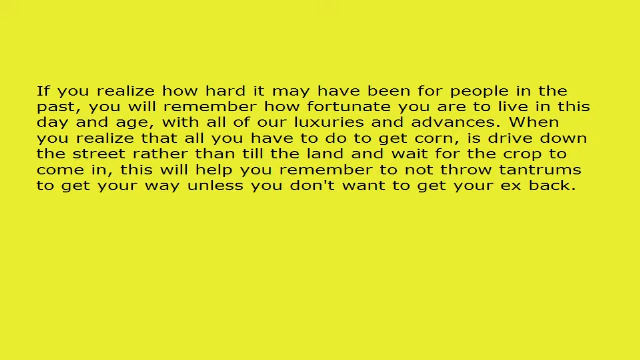 If you realize how hard it may have been for people in the
past, you will remember how fortunate you are to live in this
day and age, with all of our luxuries and advances. When
you realize that all you have to do to get corn, is drive down
the street rather than till the land and wait for the crop to
come in, this will help you remember to not throw tantrums
to get your way unless you don't want to get your ex back.